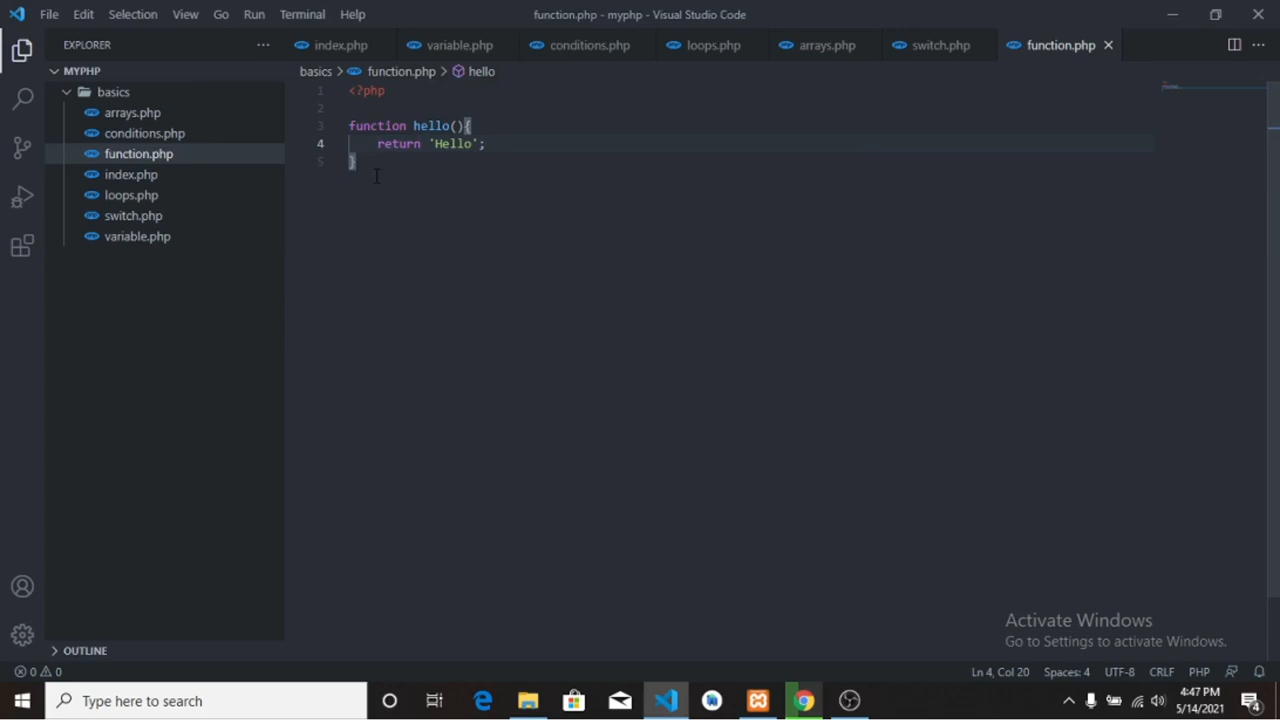 File Edit Selection View Go Run Terminal Help function.php - myphp - Visual Studio Code
EXPLORER ... index.php variable.php conditions.php loops.php arrays.php switch.php function.php
MYPHP
basics > function.php > hello
basics
arrays.php
conditions.php
function.php
index.php
loops.php
switch.php
variable.php
1 <?php
2
3 function hello(){
4 return 'Hello';
5 }
Activate Windows
Go to Settings to activate Windows.
OUTLINE
0 0 Ln 4, Col 20 Spaces: 4 UTF-8 CRLF PHP
Type here to search
4:47 PM
5/14/2021
4